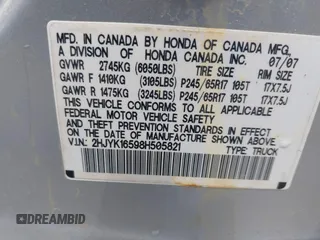 MFD. IN CANADA BY HONDA OF CANADA MFG.,
A DIVISION OF HONDA CANADA INC. 07/07
GVWR 2745KG (6050LBS) TIRE SIZE RIM SIZE
GAWR F 1410KG (3105LBS) P245/65R17 105T 17X7.5J
GAWR R 1475KG (3245LBS) P245/65R17 105T 17X7.5J
THIS VEHICLE CONFORMS TO ALL APPLICABLE
FEDERAL MOTOR VEHICLE SAFETY STANDARDS
IN EFFECT ON THE DATE OF
MANUFACTURE SHOWN ABOVE.
V.I.N: 2HJYK16598H505821
TYPE: TRUCK
AUTOBIDMASTER
DREAMBID